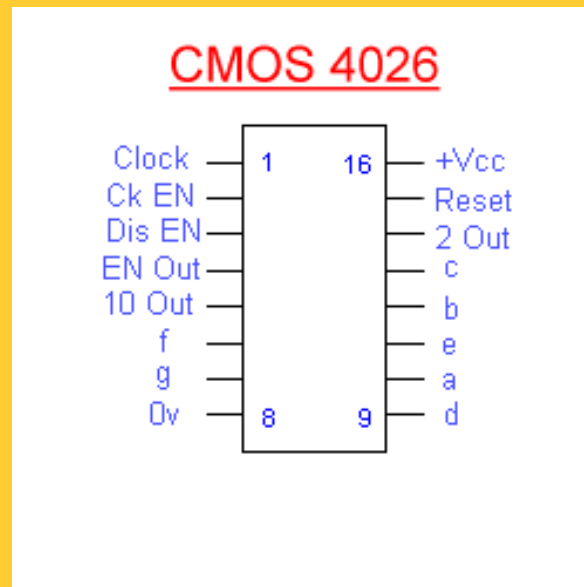 CMOS 4026
Clock 1 16 +Vcc
Ck EN Reset
Dis EN 2 Out
EN Out c
10 Out b
f e
g a
0v 8 9 d